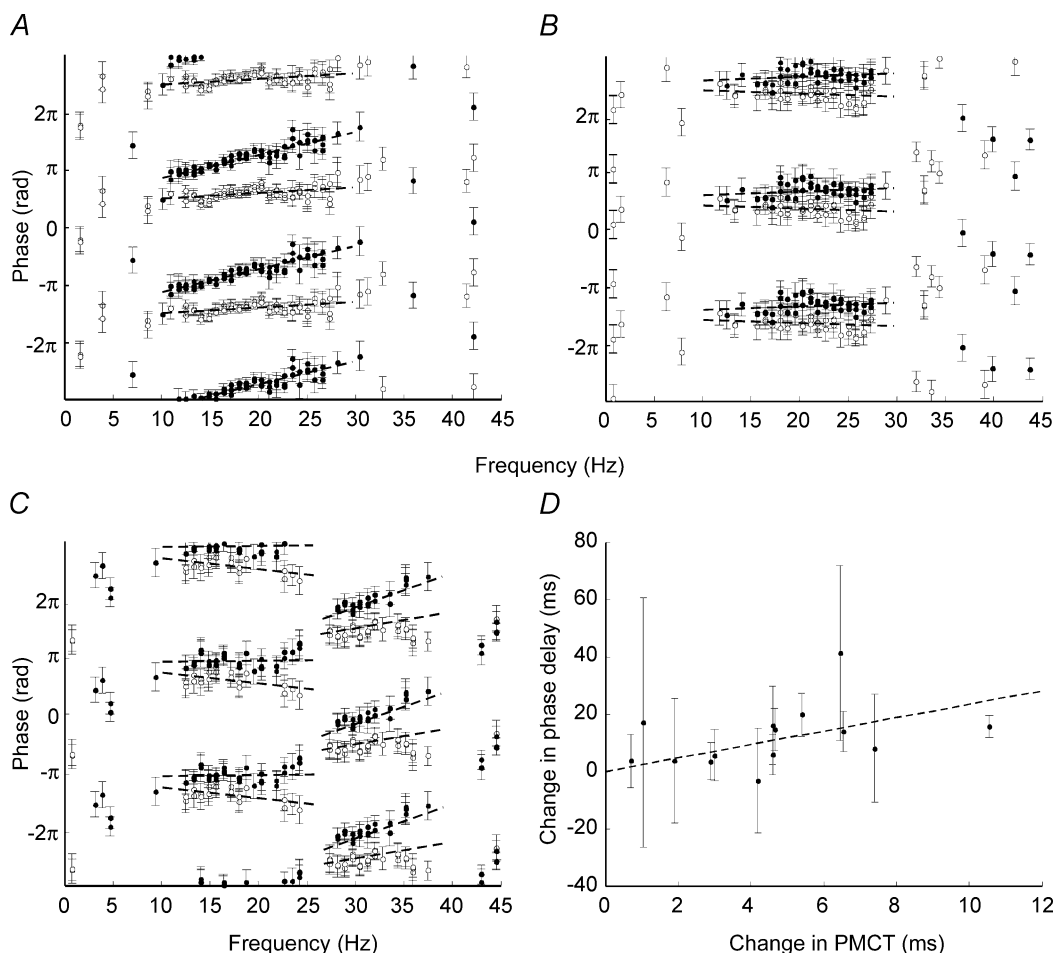 A
B
Phase (rad)
2π
π
0
-π
-2π
0 5 10 15 20 25 30 35 40 45
2π
π
0
-π
-2π
0 5 10 15 20 25 30 35 40 45
Frequency (Hz)
C
D
Phase (rad)
2π
π
0
-π
-2π
0 5 10 15 20 25 30 35 40 45
Frequency (Hz)
Change in phase delay (ms)
80
60
40
20
0
-20
-40
0 2 4 6 8 10 12
Change in PMCT (ms)